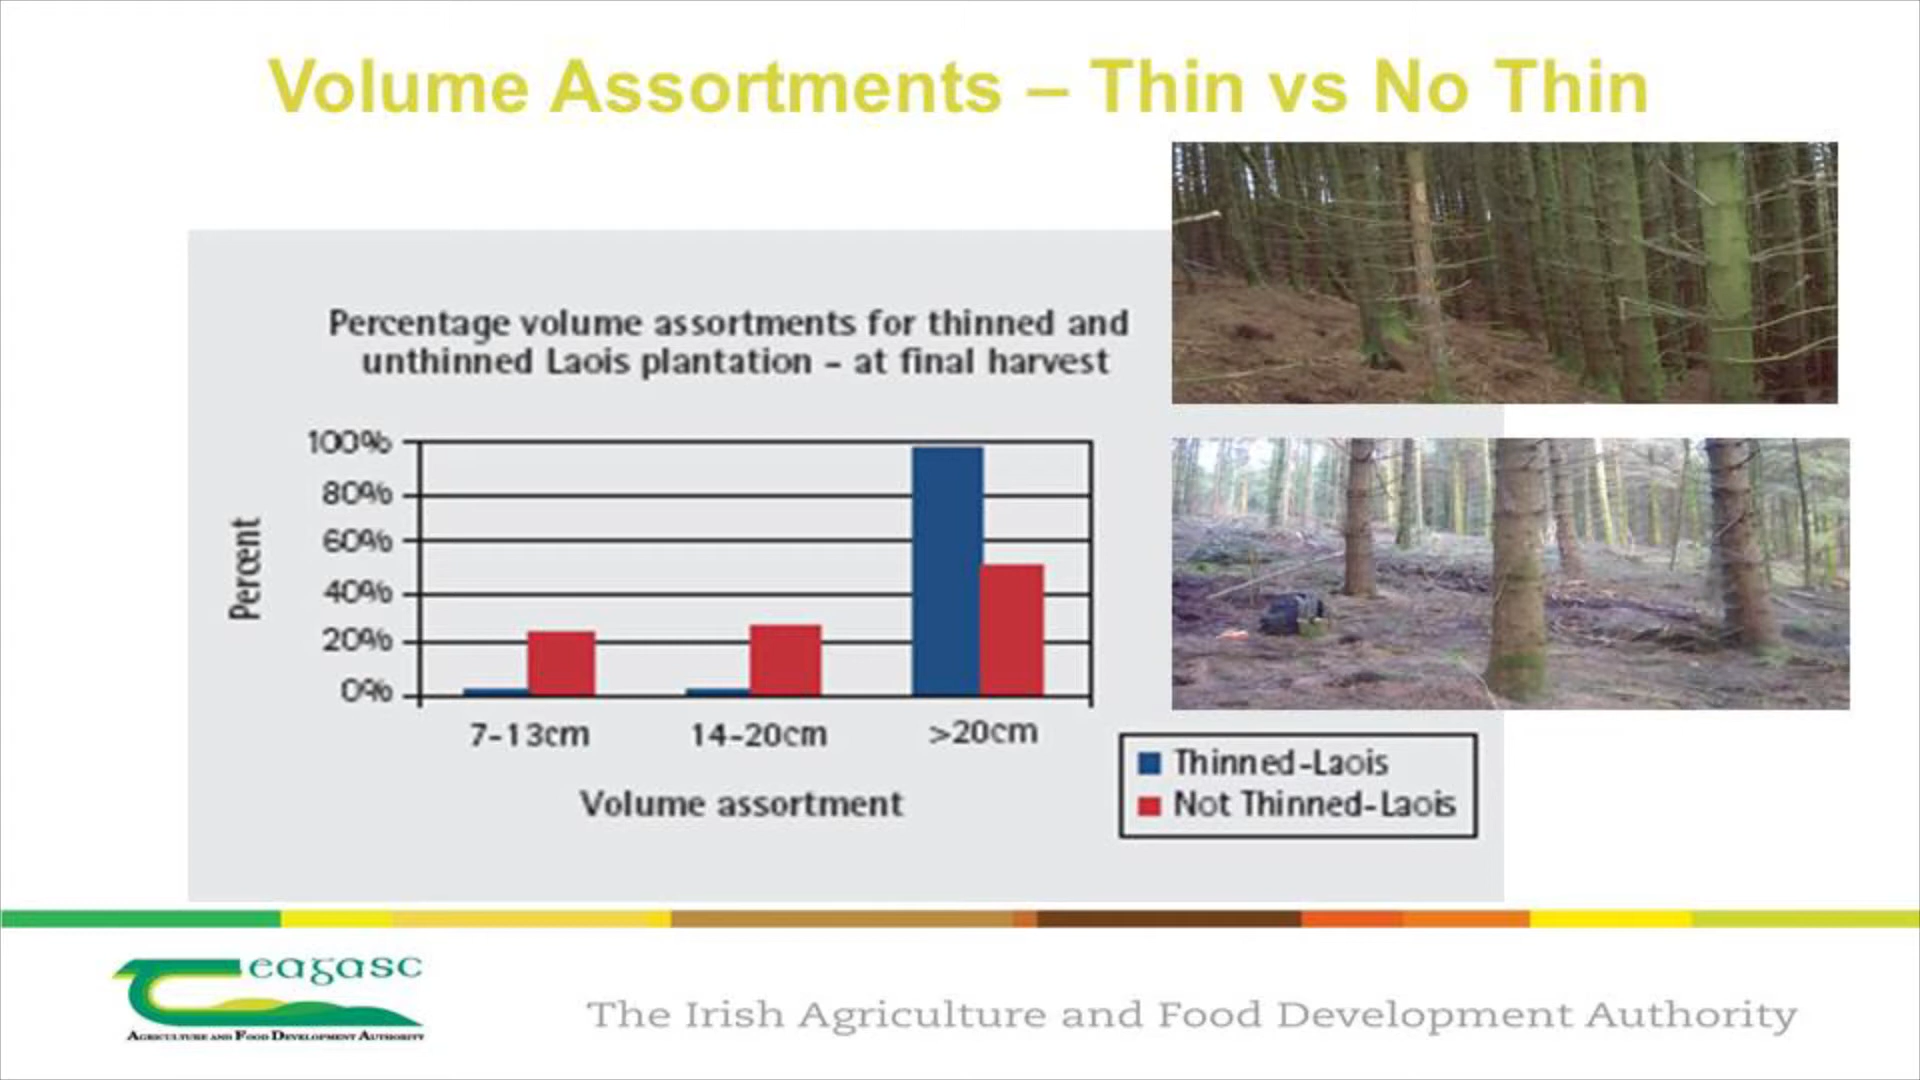 Volume Assortments – Thin vs No Thin
Percentage volume assortments for thinned and
unthinned Laois plantation – at final harvest
100%
80%
60%
40%
20%
0%
Percent
7-13cm
14-20cm
>20cm
Volume assortment
Thinned-Laois
Not Thinned-Laois
Teagasc
Agriculture and Food Development Authority
The Irish Agriculture and Food Development Authority